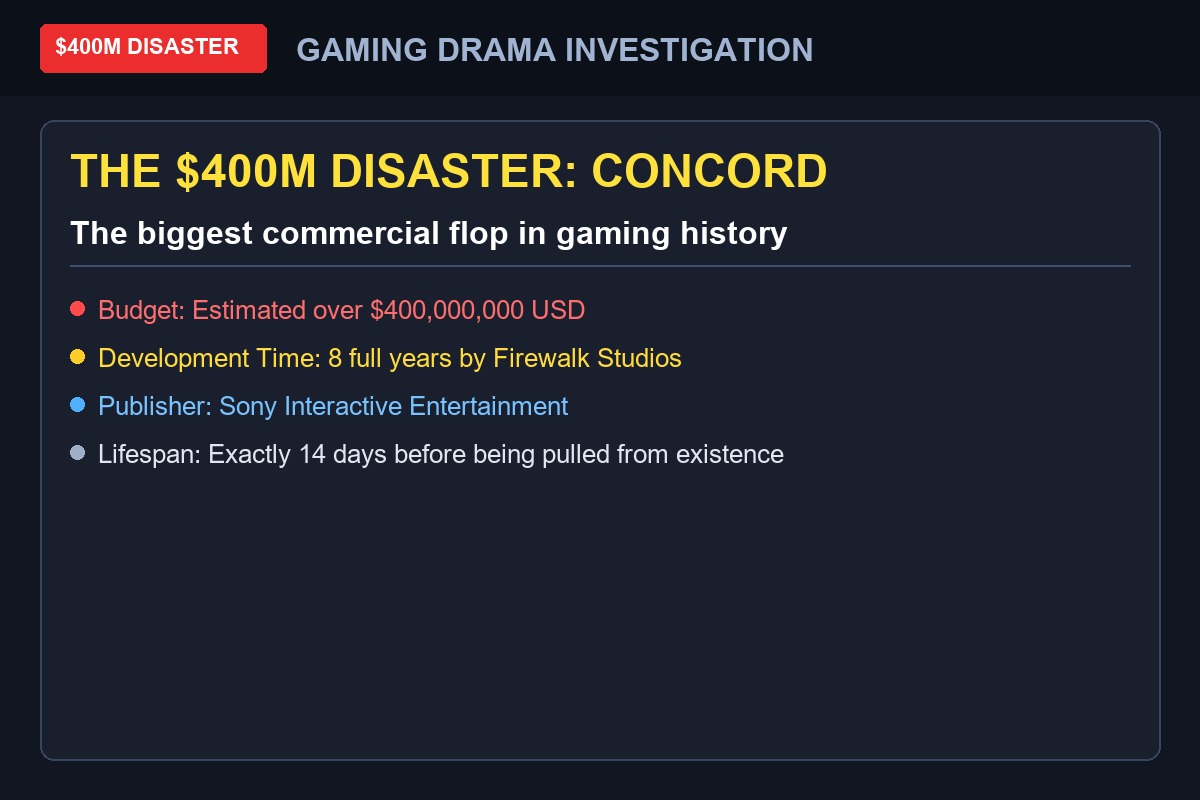 $400M DISASTER
GAMING DRAMA INVESTIGATION
THE $400M DISASTER: CONCORD
The biggest commercial flop in gaming history
Budget: Estimated over $400,000,000 USD
Development Time: 8 full years by Firewalk Studios
Publisher: Sony Interactive Entertainment
Lifespan: Exactly 14 days before being pulled from existence